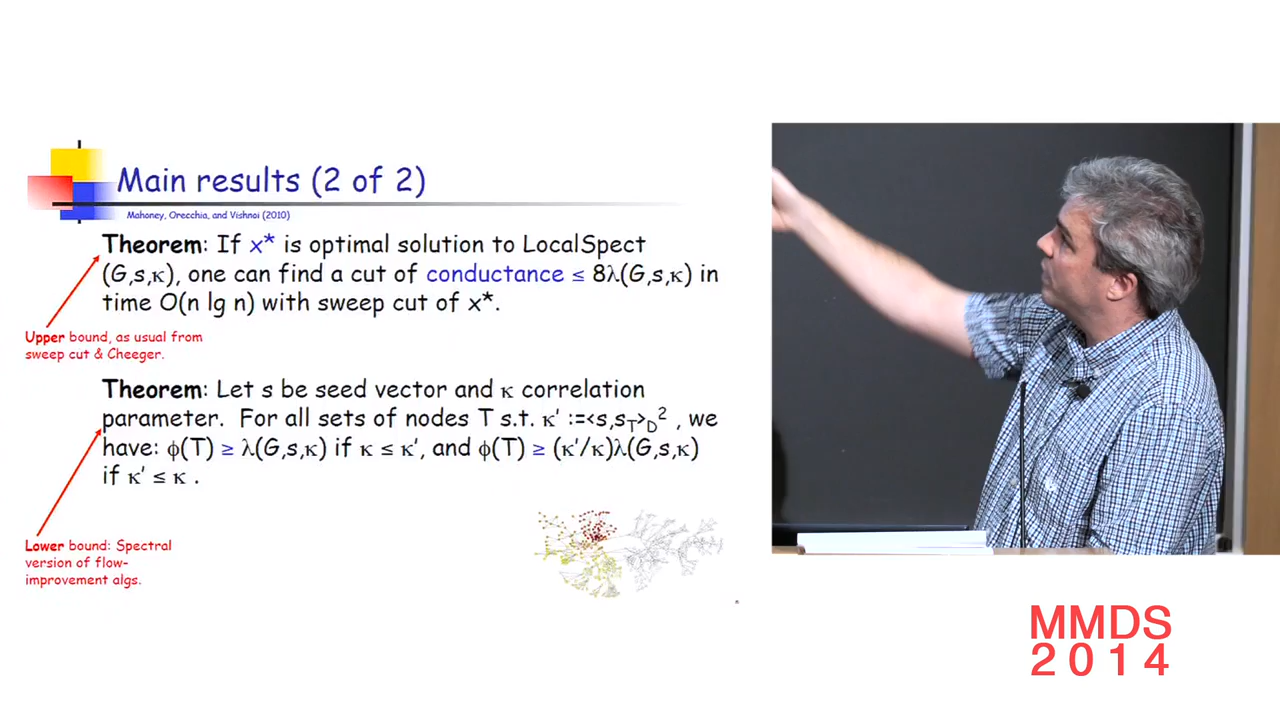 Main results (2 of 2)
Mahoney, Orecchia, and Vishnoi (2010)
Theorem: If x* is optimal solution to LocalSpect
(G,s,κ), one can find a cut of conductance ≤ 8λ(G,s,κ) in
time O(n lg n) with sweep cut of x*.
Upper bound, as usual from
sweep cut & Cheeger.
Theorem: Let s be seed vector and κ correlation
parameter. For all sets of nodes T s.t. κ' :=<s,s_T>_D^2 , we
have: φ(T) ≥ λ(G,s,κ) if κ ≤ κ', and φ(T) ≥ (κ'/κ)λ(G,s,κ)
if κ' ≤ κ .
Lower bound: Spectral
version of flow-
improvement algs.
MMDS
2014